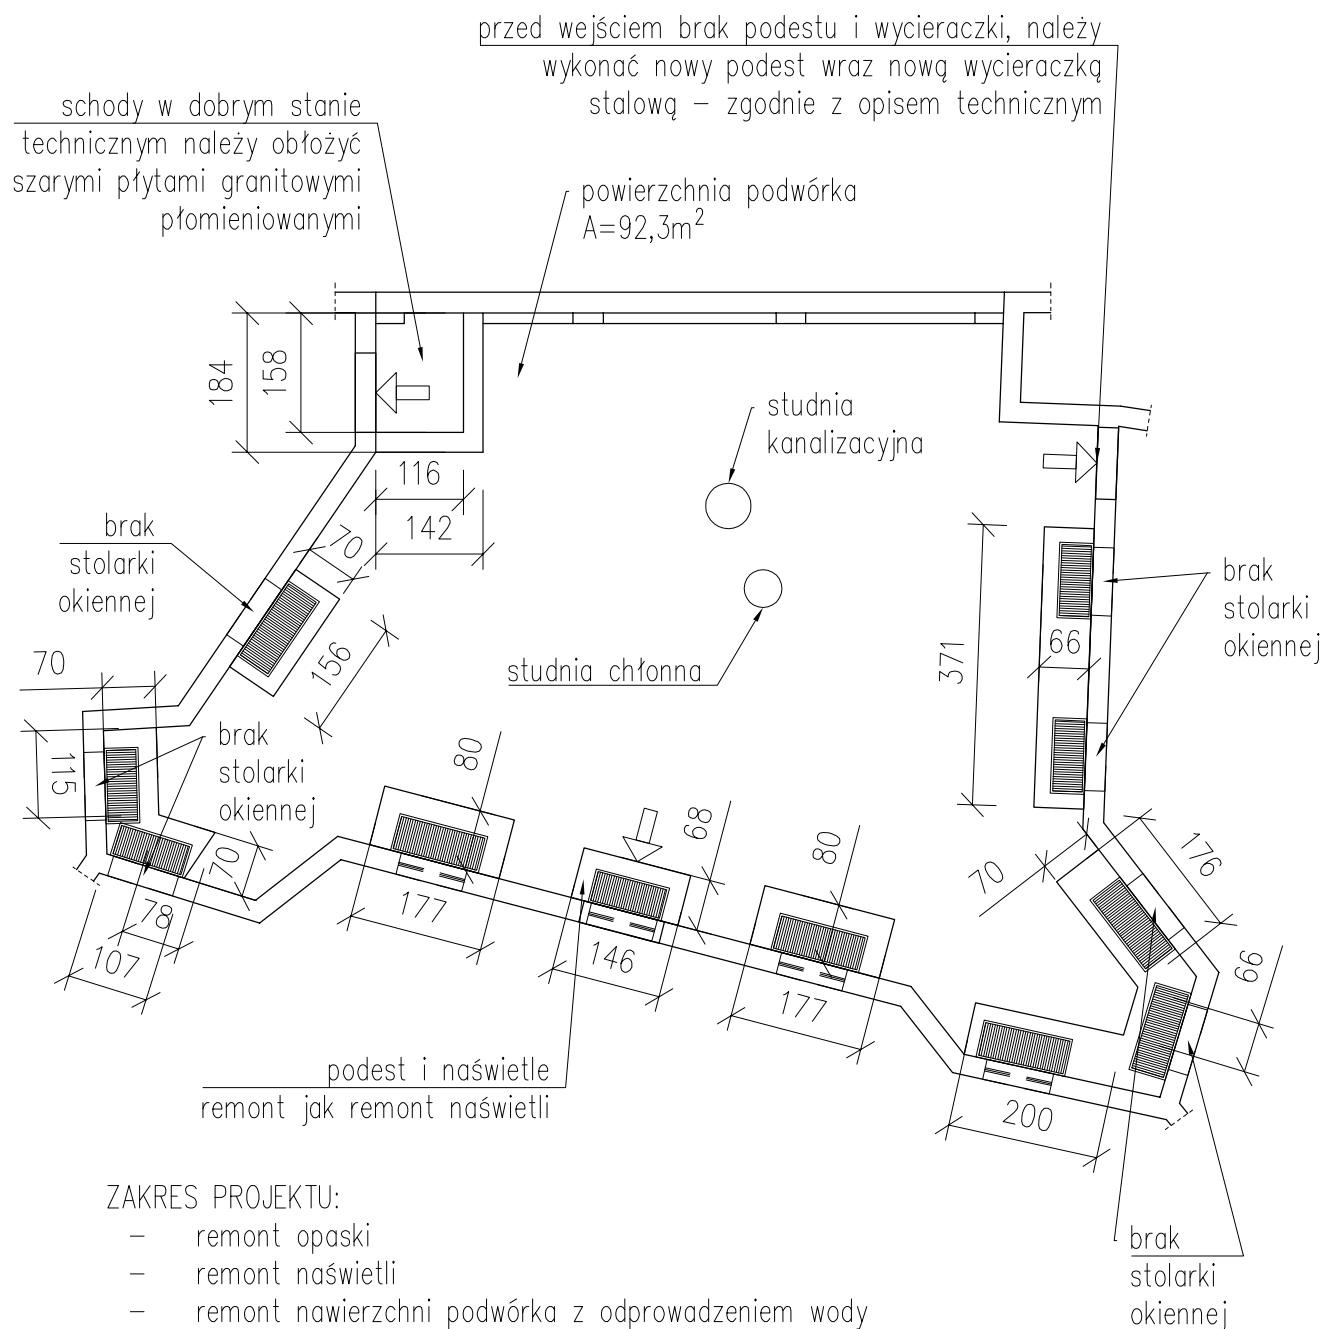 przed wejściem brak podestu i wycieraczki, należy
wykonać nowy podest wraz nową wycieraczką
stalową – zgodnie z opisem technicznym
schody w dobrym stanie
technicznym należy obłożyć
szarymi płytami granitowymi
płomieniowanymi
powierzchnia podwórka
A=92,3m²
184
158
studnia
kanalizacyjna
116
142
70
brak
stolarki
okiennej
brak
stolarki
okiennej
156
70
studnia chłonna
371
66
115
brak
stolarki
okiennej
80
68
80
70
176
70
78
107
177
146
177
66
200
podest i naświetle
remont jak remont naświetli
brak
stolarki
okiennej
ZAKRES PROJEKTU:
– remont opaski
– remont naświetli
– remont nawierzchni podwórka z odprowadzeniem wody